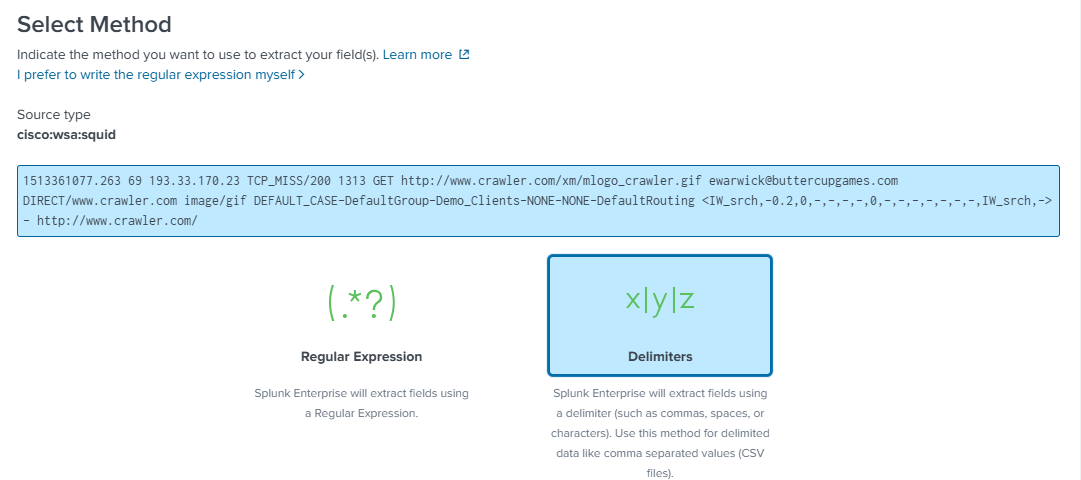 Select Method
Indicate the method you want to use to extract your field(s). Learn more
I prefer to write the regular expression myself >
Source type
cisco:wsa:squid
1513361077.263 69 193.33.170.23 TCP_MISS/200 1313 GET http://www.crawler.com/xm/mlogo_crawler.gif ewarwick@buttercupgames.com
DIRECT/www.crawler.com image/gif DEFAULT_CASE-DefaultGroup-Demo_Clients-NONE-NONE-DefaultRouting <IW_srch,-0.2,0,-,-,-,-,0,-,-,-,-,-,-,-,IW_srch,->
- http://www.crawler.com/
(.*?)
Regular Expression
Splunk Enterprise will extract fields using
a Regular Expression.
x|y|z
Delimiters
Splunk Enterprise will extract fields using
a delimiter (such as commas, spaces, or
characters). Use this method for delimited
data like comma separated values (CSV
files).